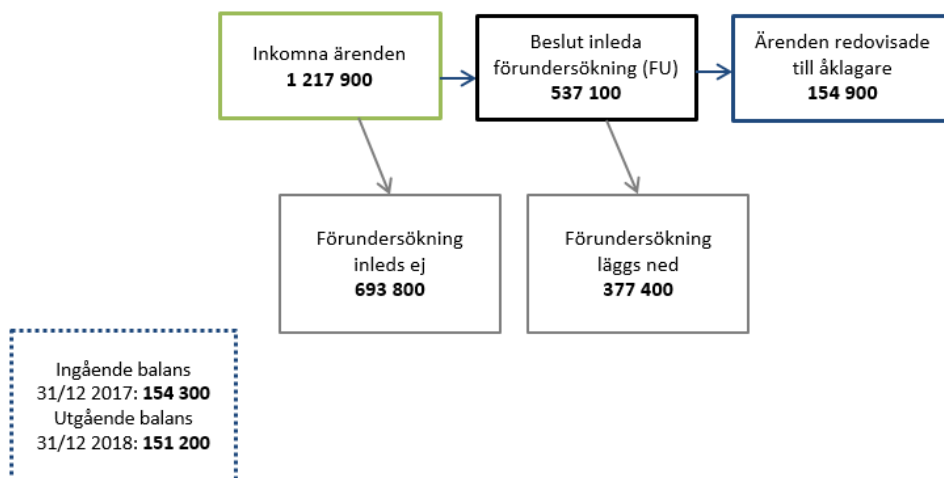 Inkomna ärenden
1 217 900
Beslut inleda
förundersökning (FU)
537 100
Ärenden redovisade
till åklagare
154 900
Förundersökning
inleds ej
693 800
Förundersökning
läggs ned
377 400
Ingående balans
31/12 2017: 154 300
Utgående balans
31/12 2018: 151 200